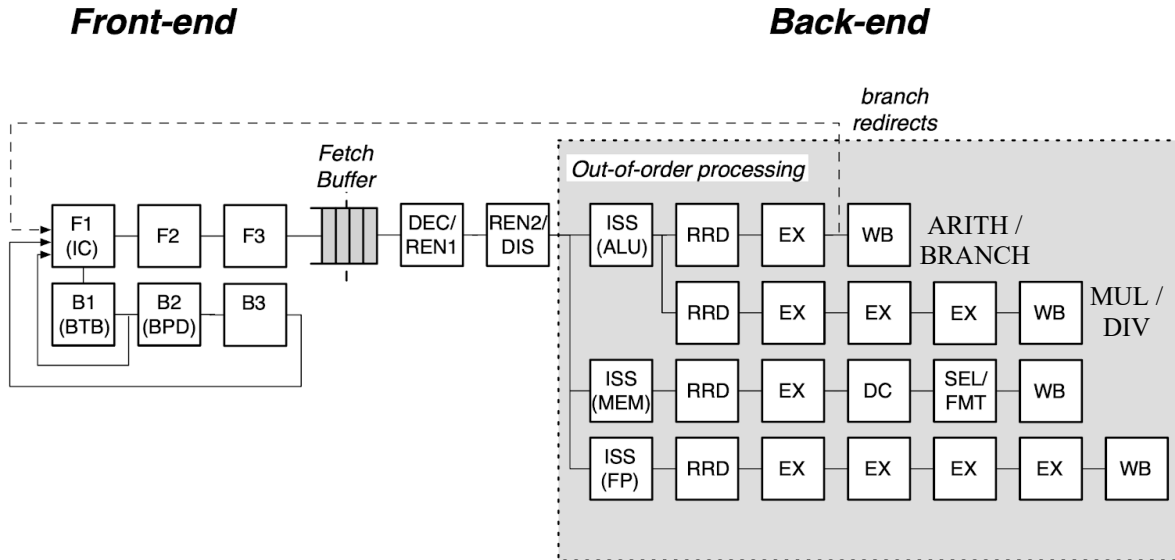 Front-end
Back-end
branch
redirects
Fetch
Buffer
Out-of-order processing
F1
(IC)
F2
F3
DEC/
REN1
REN2/
DIS
ISS
(ALU)
RRD
EX
WB
ARITH /
BRANCH
B1
(BTB)
B2
(BPD)
B3
RRD
EX
EX
EX
WB
MUL /
DIV
ISS
(MEM)
RRD
EX
DC
SEL/
FMT
WB
ISS
(FP)
RRD
EX
EX
EX
EX
WB